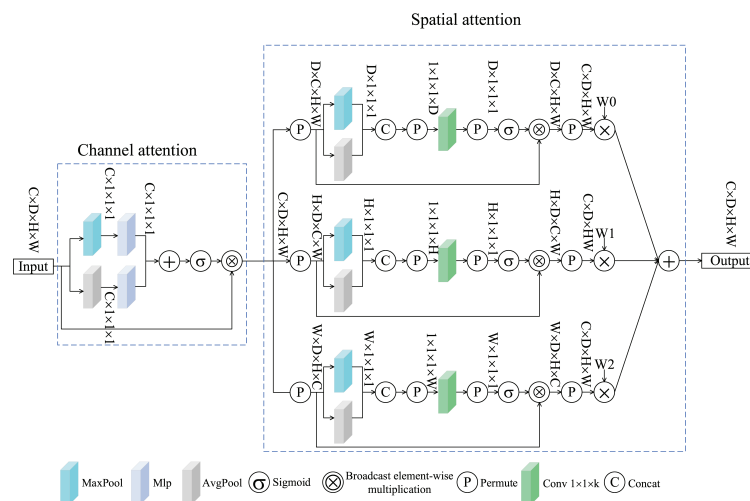 Spatial attention
Channel attention
C×D×H×W
Input
C×1×1×1
C×1×1×1
C×1×1×1
+
σ
⊗
C×D×H×W
P
D×C×H×W
D×1×1×1
C
P
1×1×1×D
P
D×1×1×1
σ
⊗
D×C×H×W
P
C×D×H×W
W0
×
P
H×D×C×W
H×1×1×1
C
P
1×1×1×H
P
H×1×1×1
σ
⊗
H×D×C×W
P
C×D×HW
W1
×
P
W×D×H×C
W×1×1×1
C
P
1×1×1×W
P
W×1×1×1
σ
⊗
W×D×H×C
P
C×D×H×W
W2
×
+
C×D×H×W
Output
MaxPool
Mlp
AvgPool
σ Sigmoid
⊗ Broadcast element-wise
multiplication
P Permute
Conv 1×1×k
C Concat